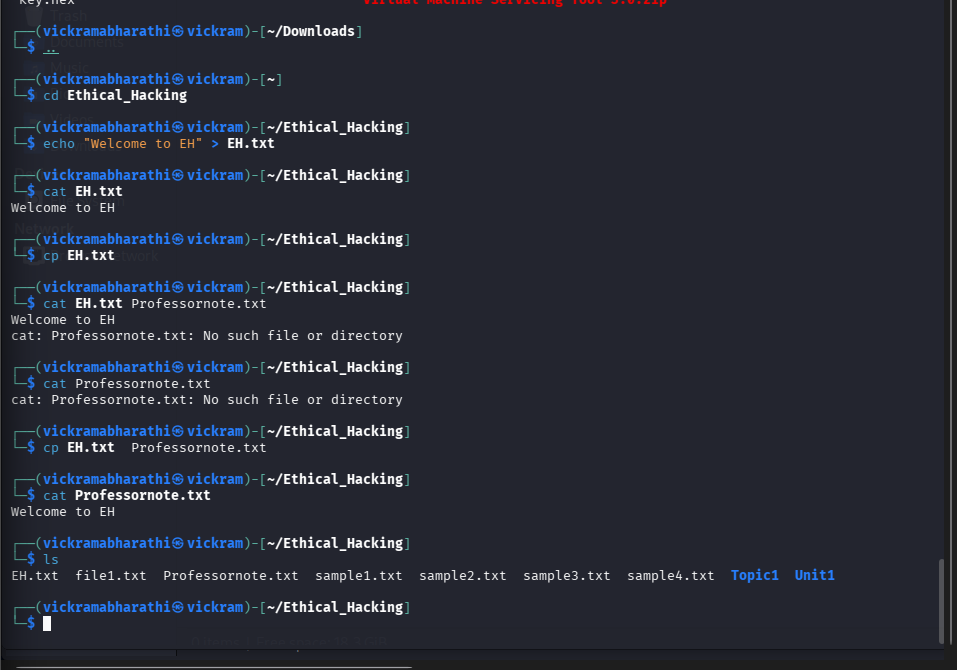 key.hex Virtual Machine Servicing Tool 3.0.zip
┌──(vickramabharathi㉿vickram)-[~/Downloads]
└─$ ..
┌──(vickramabharathi㉿vickram)-[~]
└─$ cd Ethical_Hacking
┌──(vickramabharathi㉿vickram)-[~/Ethical_Hacking]
└─$ echo "Welcome to EH" > EH.txt
┌──(vickramabharathi㉿vickram)-[~/Ethical_Hacking]
└─$ cat EH.txt
Welcome to EH
┌──(vickramabharathi㉿vickram)-[~/Ethical_Hacking]
└─$ cp EH.txt
┌──(vickramabharathi㉿vickram)-[~/Ethical_Hacking]
└─$ cat EH.txt Professornote.txt
Welcome to EH
cat: Professornote.txt: No such file or directory
┌──(vickramabharathi㉿vickram)-[~/Ethical_Hacking]
└─$ cat Professornote.txt
cat: Professornote.txt: No such file or directory
┌──(vickramabharathi㉿vickram)-[~/Ethical_Hacking]
└─$ cp EH.txt  Professornote.txt
┌──(vickramabharathi㉿vickram)-[~/Ethical_Hacking]
└─$ cat Professornote.txt
Welcome to EH
┌──(vickramabharathi㉿vickram)-[~/Ethical_Hacking]
└─$ ls
EH.txt  file1.txt  Professornote.txt  sample1.txt  sample2.txt  sample3.txt  sample4.txt  Topic1  Unit1
┌──(vickramabharathi㉿vickram)-[~/Ethical_Hacking]
└─$